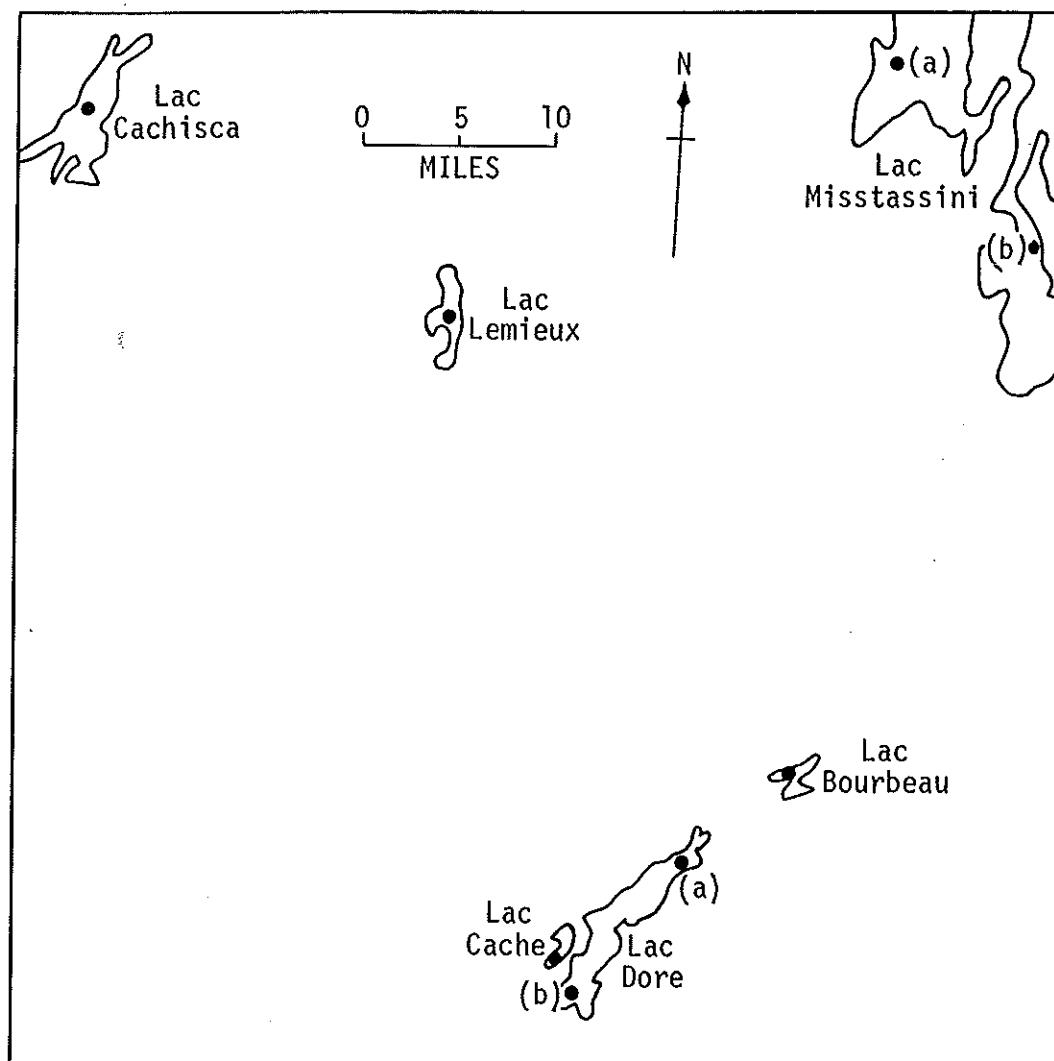 Lac
Cachisca
0 5 10
MILES
N
(a)
Lac
Misstassini
(b)
Lac
Lemieux
Lac
Bourbeau
(a)
Lac
Cache
Lac
Dore
(b)